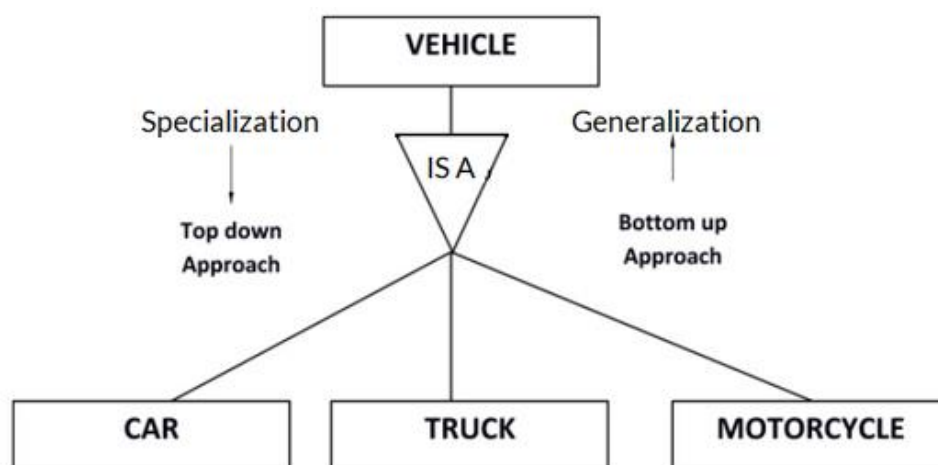 VEHICLE
Specialization
Generalization
IS A
Top down
Approach
Bottom up
Approach
CAR
TRUCK
MOTORCYCLE